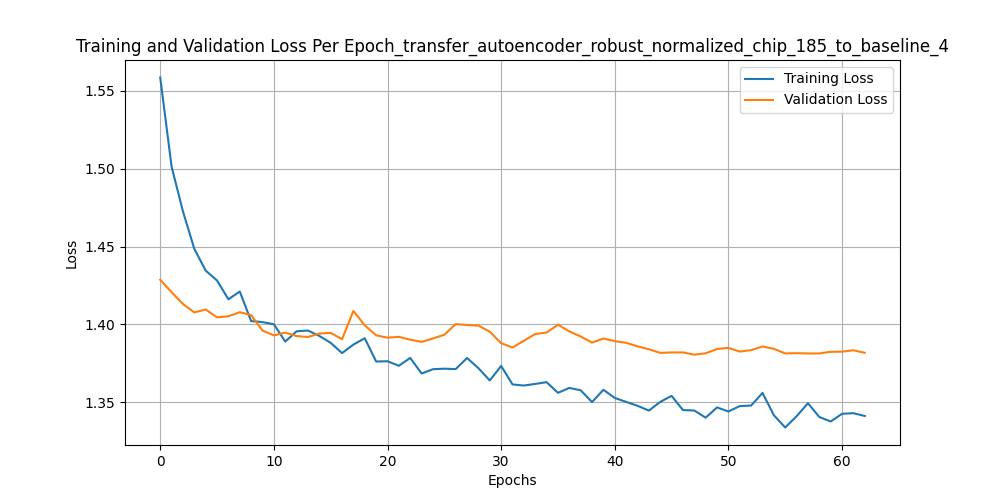 Training and Validation Loss Per Epoch_transfer_autoencoder_robust_normalized_chip_185_to_baseline_4
Training Loss
Validation Loss
1.55
1.50
1.45
1.40
1.35
Loss
0 10 20 30 40 50 60
Epochs